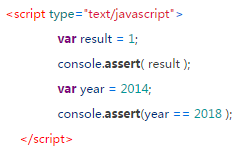 <script type="text/javascript">
var result = 1;
console.assert( result );
var year = 2014;
console.assert(year == 2018 );
</script>